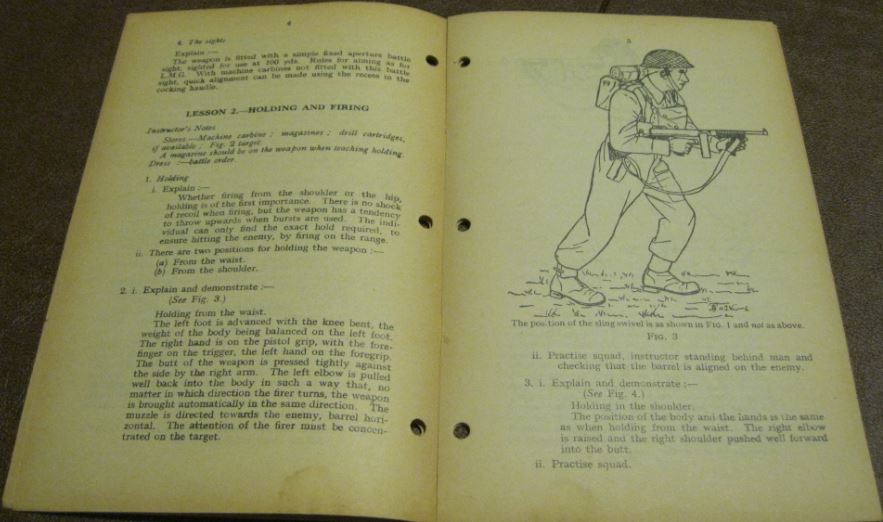 4
4. The sights
Explain :—
The weapon is fitted with a simple fixed aperture battle
sight, sighted for use at 100 yds. Rules for aiming as for
L.M.G. With machine carbines not fitted with this battle
sight, quick alignment can be made using the recess in the
cocking handle.
LESSON 2.—HOLDING AND FIRING
Instructor's Notes
Stores.—Machine carbine ; magazines ; drill cartridges,
if available ; Fig. 2 target.
A magazine should be on the weapon when teaching holding.
Dress :—battle order.
1. Holding
i. Explain :—
Whether firing from the shoulder or the hip,
holding is of the first importance. There is no shock
of recoil when firing, but the weapon has a tendency
to throw upwards when bursts are used. The indi-
vidual can only find the exact hold required, to
ensure hitting the enemy, by firing on the range.
ii. There are two positions for holding the weapon :—
(a) From the waist.
(b) From the shoulder.
2. i. Explain and demonstrate :—
(See Fig. 3.)
Holding from the waist.
The left foot is advanced with the knee bent, the
weight of the body being balanced on the left foot.
The right hand is on the pistol grip, with the fore-
finger on the trigger, the left hand on the foregrip.
The butt of the weapon is pressed tightly against
the side by the right arm. The left elbow is pulled
well back into the body in such a way that, no
matter in which direction the firer turns, the weapon
is brought automatically in the same direction. The
muzzle is directed towards the enemy, barrel hori-
zontal. The attention of the firer must be concen-
trated on the target.
5
The position of the sling swivel is as shown in FIG. 1 and not as above.
FIG. 3
ii. Practise squad, instructor standing behind man and
checking that the barrel is aligned on the enemy.
3. i. Explain and demonstrate :—
(See Fig. 4.)
Holding in the shoulder.
The position of the body and the hands is the same
as when holding from the waist. The right elbow
is raised and the right shoulder pushed well forward
into the butt.
ii. Practise squad.